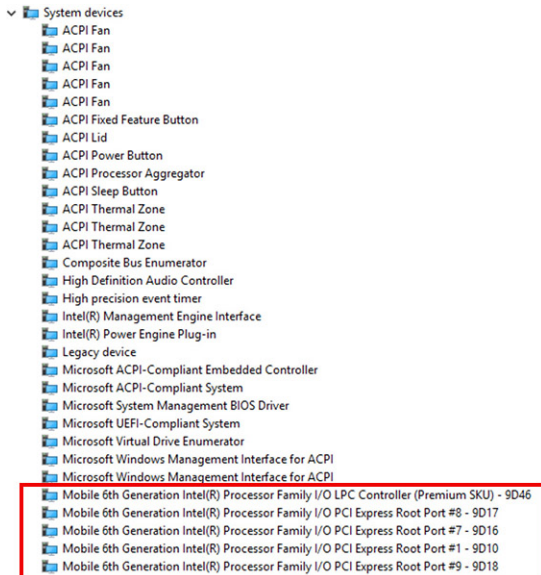 System devices
ACPI Fan
ACPI Fan
ACPI Fan
ACPI Fan
ACPI Fan
ACPI Fixed Feature Button
ACPI Lid
ACPI Power Button
ACPI Processor Aggregator
ACPI Sleep Button
ACPI Thermal Zone
ACPI Thermal Zone
ACPI Thermal Zone
Composite Bus Enumerator
High Definition Audio Controller
High precision event timer
Intel(R) Management Engine Interface
Intel(R) Power Engine Plug-in
Legacy device
Microsoft ACPI-Compliant Embedded Controller
Microsoft ACPI-Compliant System
Microsoft System Management BIOS Driver
Microsoft UEFI-Compliant System
Microsoft Virtual Drive Enumerator
Microsoft Windows Management Interface for ACPI
Microsoft Windows Management Interface for ACPI
Mobile 6th Generation Intel(R) Processor Family I/O LPC Controller (Premium SKU) - 9D46
Mobile 6th Generation Intel(R) Processor Family I/O PCI Express Root Port #8 - 9D17
Mobile 6th Generation Intel(R) Processor Family I/O PCI Express Root Port #7 - 9D16
Mobile 6th Generation Intel(R) Processor Family I/O PCI Express Root Port #1 - 9D10
Mobile 6th Generation Intel(R) Processor Family I/O PCI Express Root Port #9 - 9D18